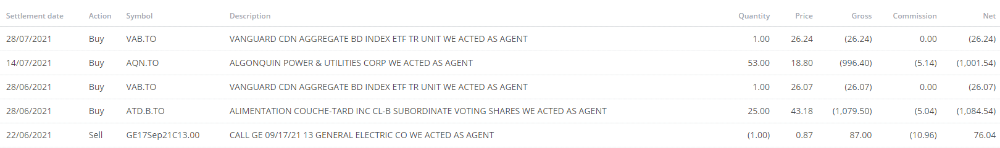 Settlement date Action Symbol Description Quantity Price Gross Commission Net
28/07/2021 Buy VAB.TO VANGUARD CDN AGGREGATE BD INDEX ETF TR UNIT WE ACTED AS AGENT 1.00 26.24 (26.24) 0.00 (26.24)
14/07/2021 Buy AQN.TO ALGONQUIN POWER & UTILITIES CORP WE ACTED AS AGENT 53.00 18.80 (996.40) (5.14) (1,001.54)
28/06/2021 Buy VAB.TO VANGUARD CDN AGGREGATE BD INDEX ETF TR UNIT WE ACTED AS AGENT 1.00 26.07 (26.07) 0.00 (26.07)
28/06/2021 Buy ATD.B.TO ALIMENTATION COUCHE-TARD INC CL-B SUBORDINATE VOTING SHARES WE ACTED AS AGENT 25.00 43.18 (1,079.50) (5.04) (1,084.54)
22/06/2021 Sell GE17Sep21C13.00 CALL GE 09/17/21 13 GENERAL ELECTRIC CO WE ACTED AS AGENT (1.00) 0.87 87.00 (10.96) 76.04